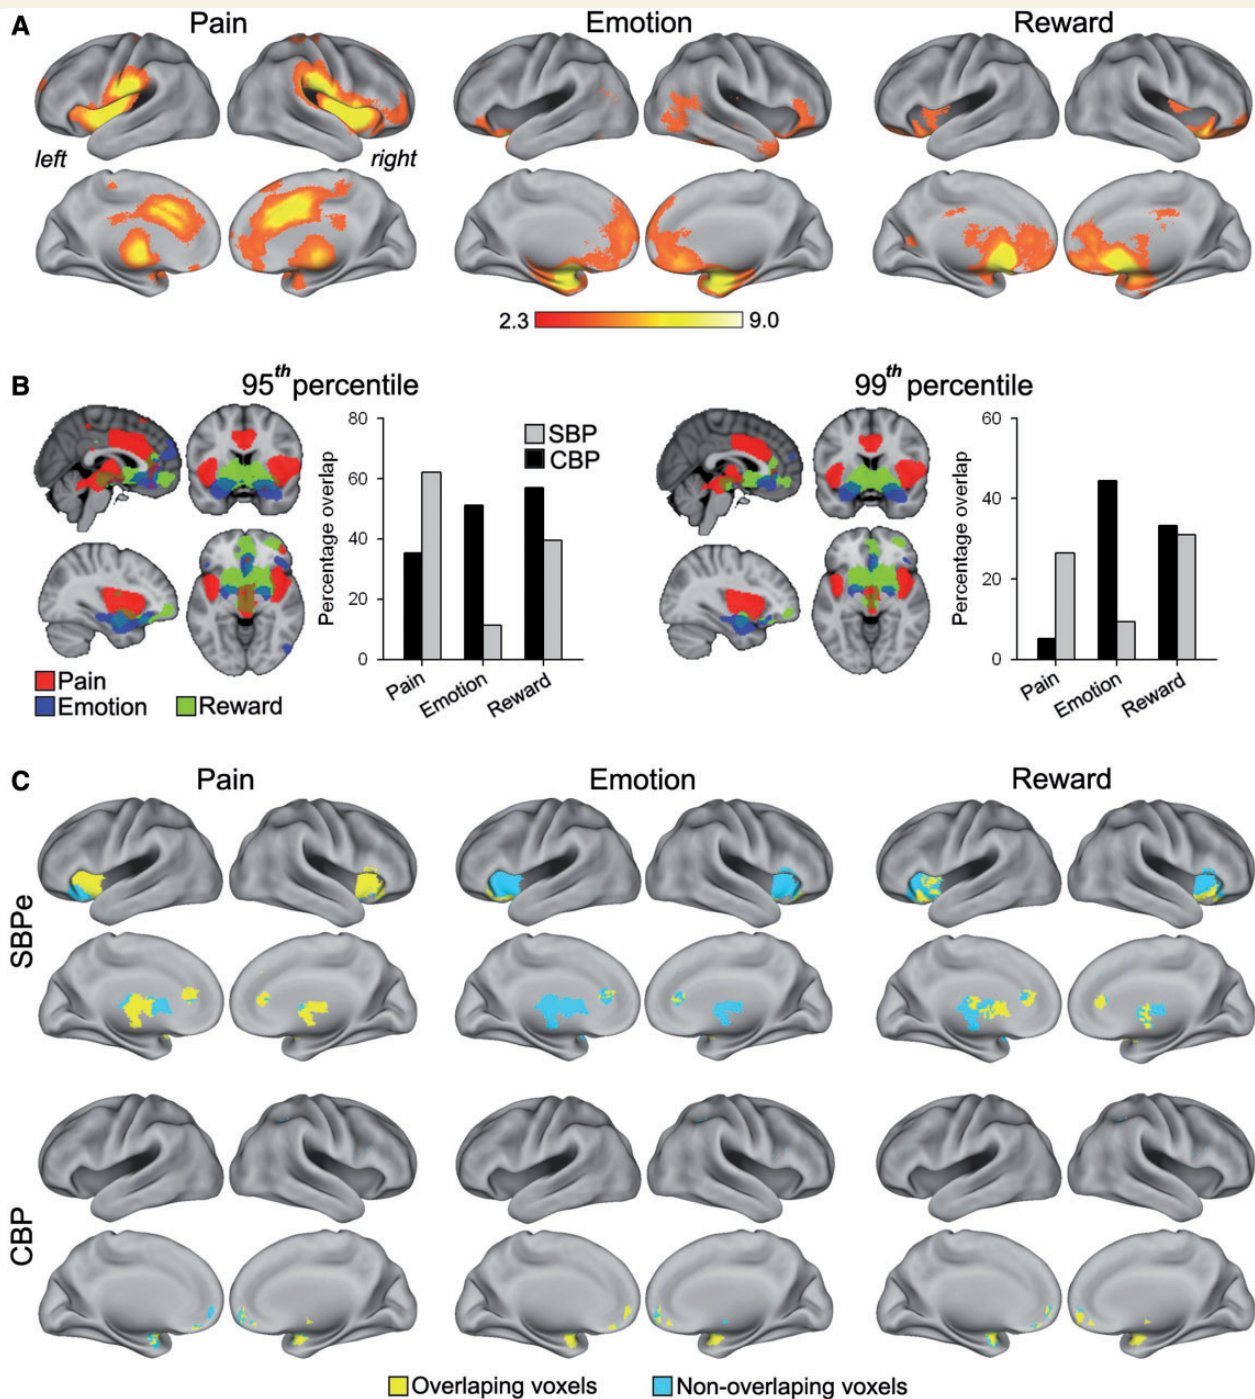 A
Pain
Emotion
Reward
left
right
2.3
9.0
B
95th percentile
99th percentile
Percentage overlap
80
60
40
20
0
SBP
CBP
Pain
Emotion
Reward
Percentage overlap
60
40
20
0
Pain
Emotion
Reward
Pain
Emotion
Reward
C
Pain
Emotion
Reward
SBPe
CBP
Overlaping voxels
Non-overlaping voxels